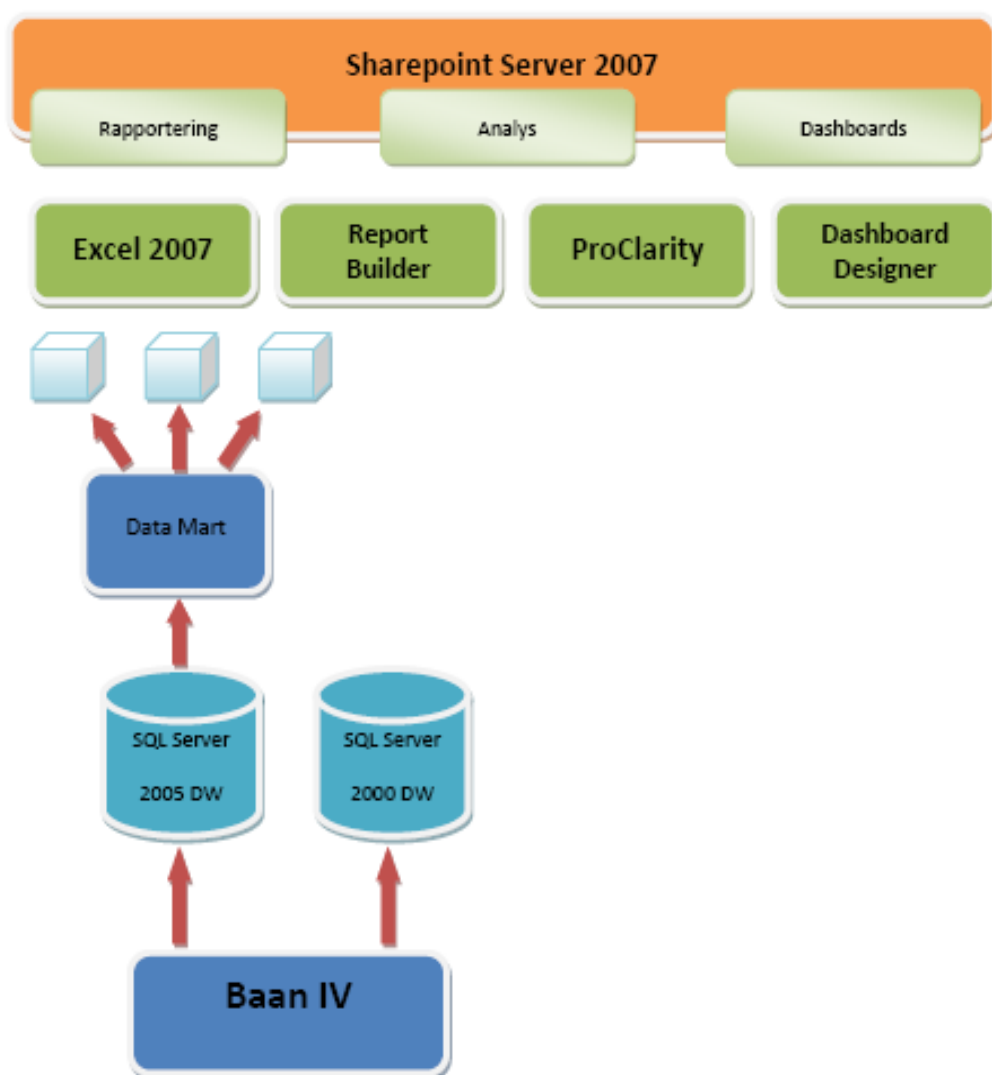 Sharepoint Server 2007
Rapportering
Analys
Dashboards
Excel 2007
Report
Builder
ProClarity
Dashboard
Designer
Data Mart
SQL Server
2005 DW
SQL Server
2000 DW
Baan IV